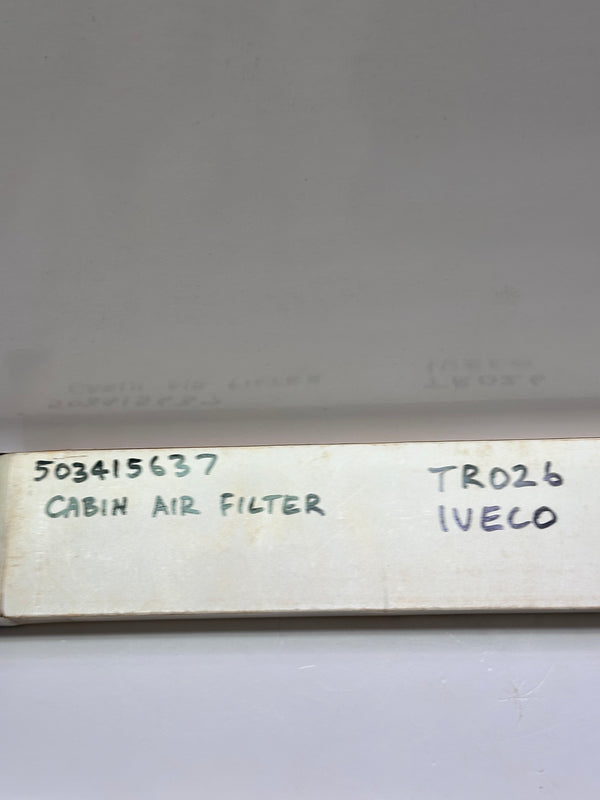 503415637
CABIN AIR FILTER
TR026
IVECO